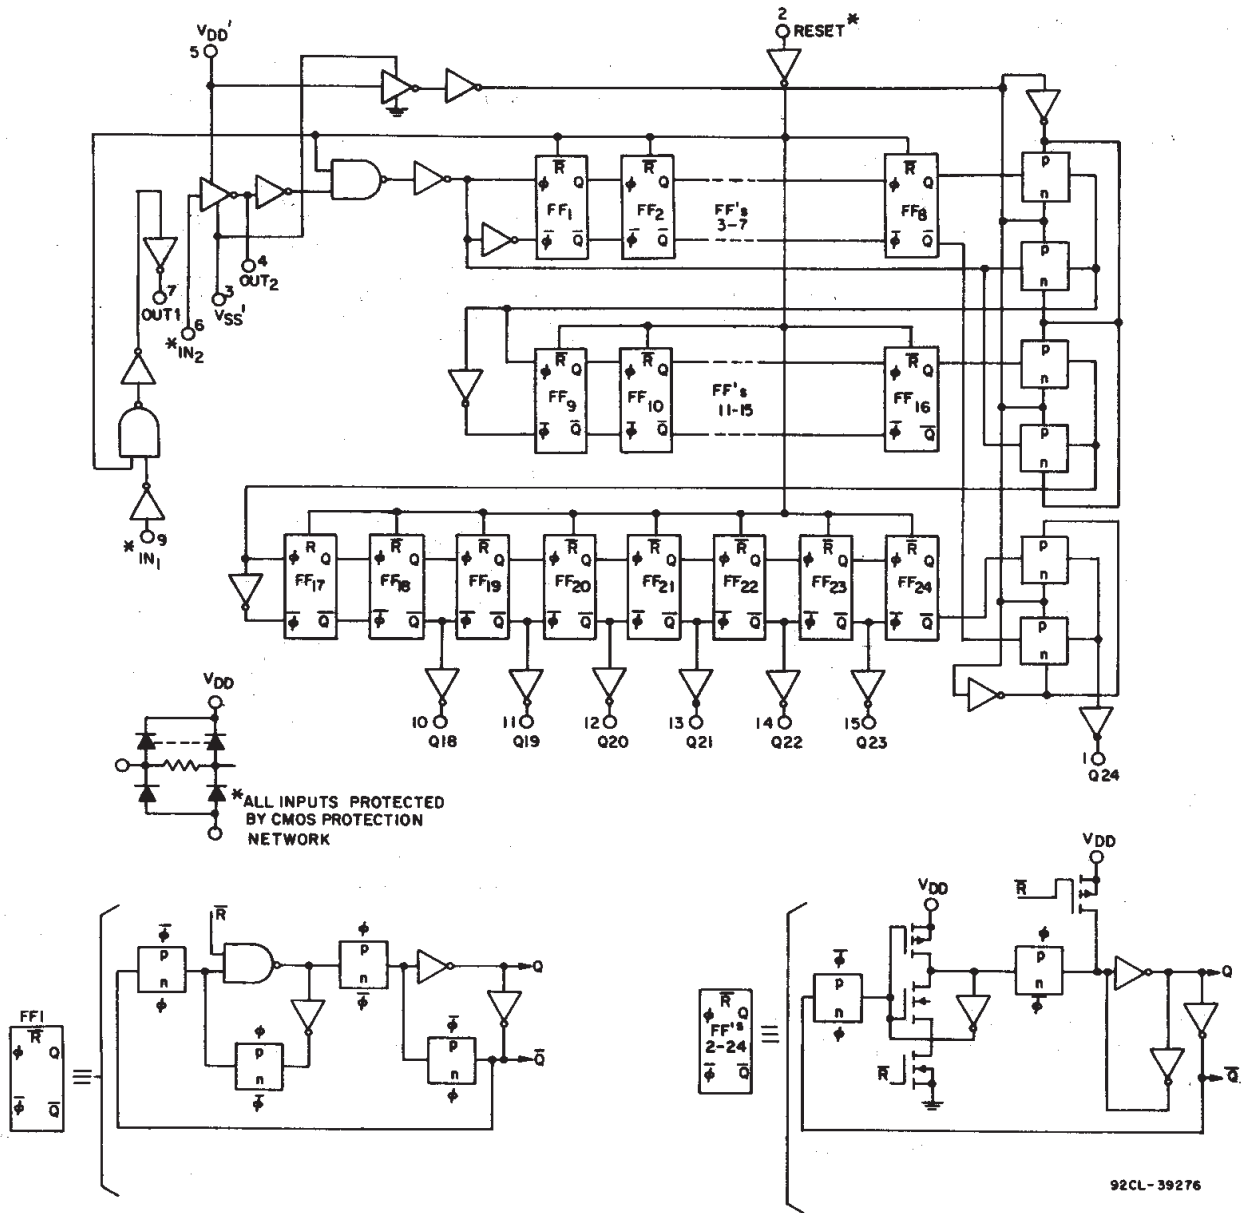 2
RESET*
VDD'
5
R̅ R̅ R̅
ϕ Q ϕ Q ϕ Q
FF1 FF2 FF's 3-7 FF8
ϕ̅ Q̅ ϕ̅ Q̅ ϕ̅ Q̅
p
n
p
n
4
OUT2
7
OUT1
3
VSS'
6
*IN2
R̅ R̅ R̅
ϕ Q ϕ Q ϕ Q
FF9 FF10 FF's 11-15 FF16
ϕ̅ Q̅ ϕ̅ Q̅ ϕ̅ Q̅
p
n
p
n
9
*IN1
R R̅ R̅ R̅ R̅ R̅ R̅ R̅
ϕ Q ϕ Q ϕ Q ϕ Q ϕ Q ϕ Q ϕ Q ϕ Q
FF17 FF18 FF19 FF20 FF21 FF22 FF23 FF24
ϕ̅ Q̅ ϕ̅ Q̅ ϕ̅ Q̅ ϕ̅ Q̅ ϕ̅ Q̅ ϕ̅ Q̅ ϕ̅ Q̅ ϕ̅ Q̅
p
n
p
n
10 11 12 13 14 15
Q18 Q19 Q20 Q21 Q22 Q23
1
Q24
VDD
*ALL INPUTS PROTECTED
BY CMOS PROTECTION
NETWORK
FF1
R̅
ϕ Q
ϕ̅ Q̅
≡
R̅
ϕ̅
p
n
ϕ
ϕ
p
n
ϕ̅
ϕ
p
n
ϕ̅
ϕ̅
p
n
ϕ
Q
Q̅
R̅
ϕ Q
FF's
2-24
ϕ̅ Q̅
≡
VDD
VDD
R̅
ϕ̅
p
n
ϕ
R̅
ϕ
p
n
ϕ̅
Q
Q̅
92CL-39276